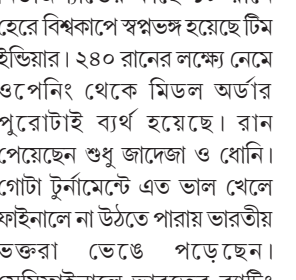 হেরে বিশ্বকাপে স্বপ্নভঙ্গ হয়েছে টিম
ইন্ডিয়ার। ২৪০ রানের লক্ষ্যে নেমে
ওপেনিং থেকে মিডল অর্ডার
পুরোটাই ব্যর্থ হয়েছে। রান
পেয়েছেন শুধু জাদেজা ও ধোনি।
গোটা টুর্নামেন্টে এত ভাল খেলে
ফাইনালে না উঠতে পারায় ভারতীয়
ভক্তরা ভেঙে পড়েছেন।